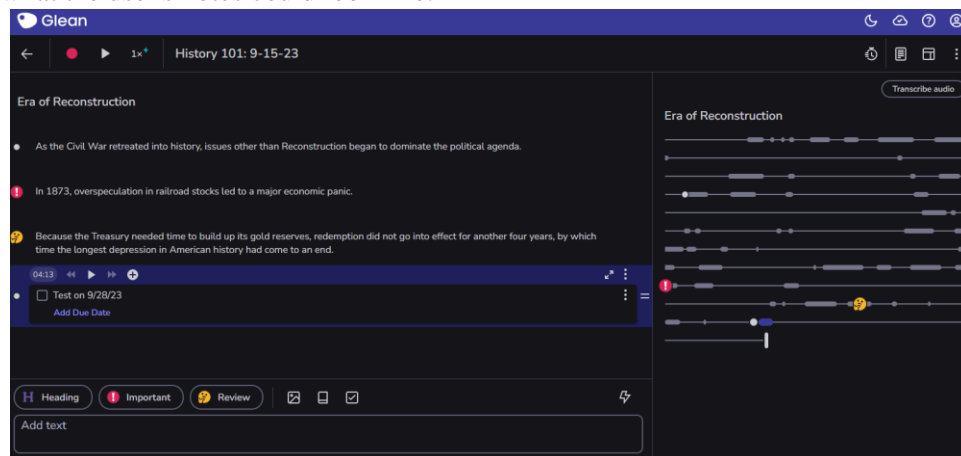 Glean
1x+
History 101: 9-15-23
Transcribe audio
Era of Reconstruction
As the Civil War retreated into history, issues other than Reconstruction began to dominate the political agenda.
In 1873, overspeculation in railroad stocks led to a major economic panic.
Because the Treasury needed time to build up its gold reserves, redemption did not go into effect for another four years, by which
time the longest depression in American history had come to an end.
04:13
Test on 9/28/23
Add Due Date
H Heading
Important
Review
Add text
Era of Reconstruction